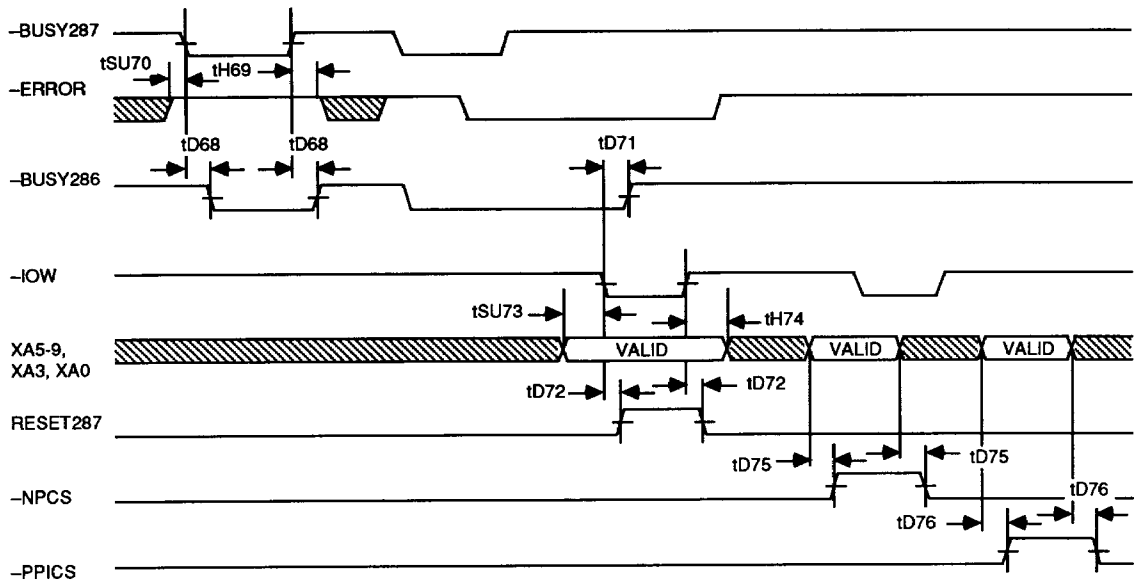 –BUSY287
tSU70 tH69
–ERROR
tD68 tD68 tD71
–BUSY286
–IOW
tSU73 tH74
XA5-9, VALID VALID VALID
XA3, XA0
tD72 tD72
RESET287
tD75 tD75
–NPCS
tD76 tD76
–PPICS